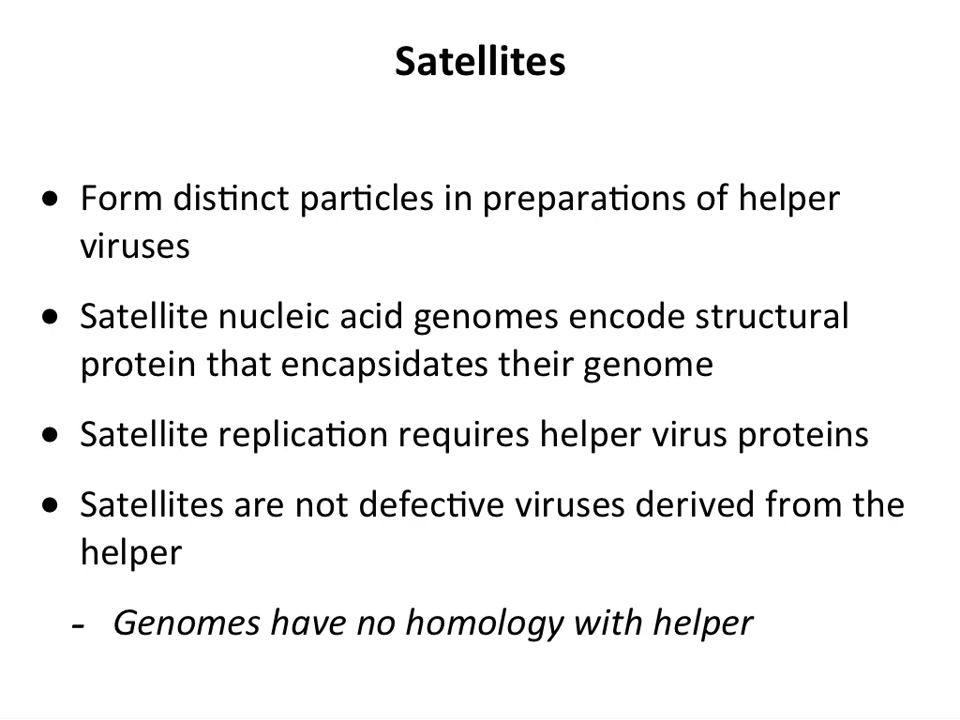 Satellites
• Form distinct particles in preparations of helper
viruses
• Satellite nucleic acid genomes encode structural
protein that encapsidates their genome
• Satellite replication requires helper virus proteins
• Satellites are not defective viruses derived from the
helper
- Genomes have no homology with helper